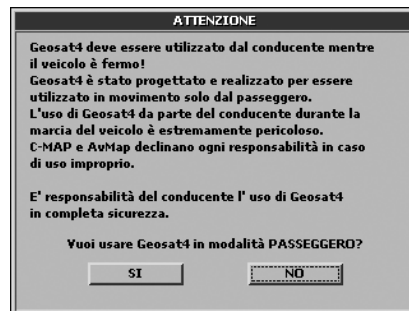 ATTENZIONE
Geosat4 deve essere utilizzato dal conducente mentre
il veicolo è fermo!
Geosat4 è stato progettato e realizzato per essere
utilizzato in movimento solo dal passeggero.
L'uso di Geosat4 da parte del conducente durante la
marcia del veicolo è estremamente pericoloso.
C-MAP e AvMap declinano ogni responsabilità in caso
di uso improprio.
E' responsabilità del conducente l' uso di Geosat4
in completa sicurezza.
Vuoi usare Geosat4 in modalità PASSEGGERO?
SI
NO